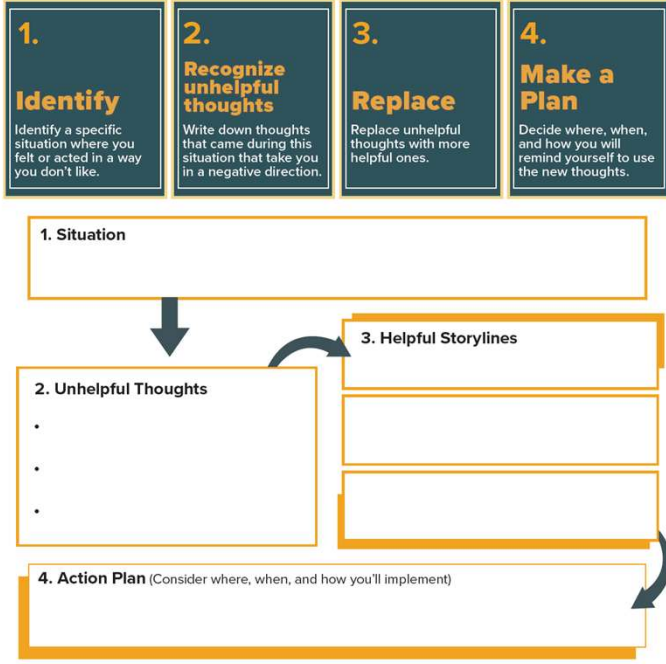 1.
Identify
Identify a specific
situation where you
felt or acted in a way
you don't like.
2.
Recognize
unhelpful
thoughts
Write down thoughts
that came during this
situation that take you
in a negative direction.
3.
Replace
Replace unhelpful
thoughts with more
helpful ones.
4.
Make a
Plan
Decide where, when,
and how you will
remind yourself to use
the new thoughts.
1. Situation
2. Unhelpful Thoughts
•
•
•
3. Helpful Storylines
4. Action Plan (Consider where, when, and how you'll implement)